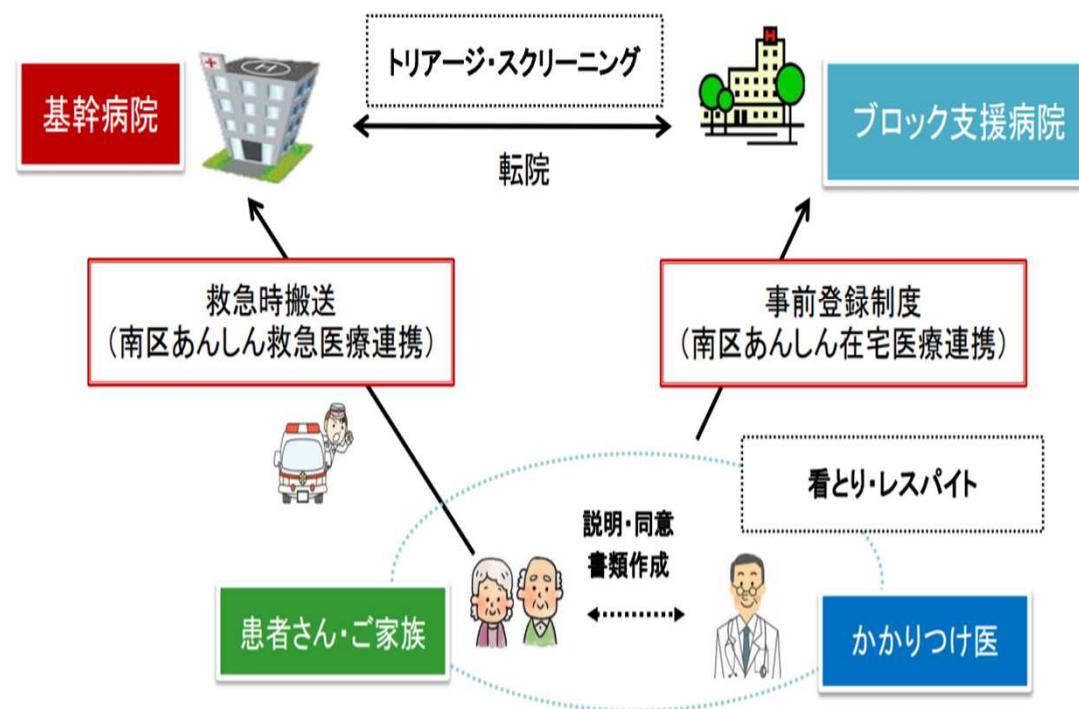 トリアージ・スクリーニング
基幹病院
H
H
ブロック支援病院
転院
救急時搬送
（南区あんしん救急医療連携）
事前登録制度
（南区あんしん在宅医療連携）
看とり・レスパイト
説明・同意
書類作成
患者さん・ご家族
かかりつけ医